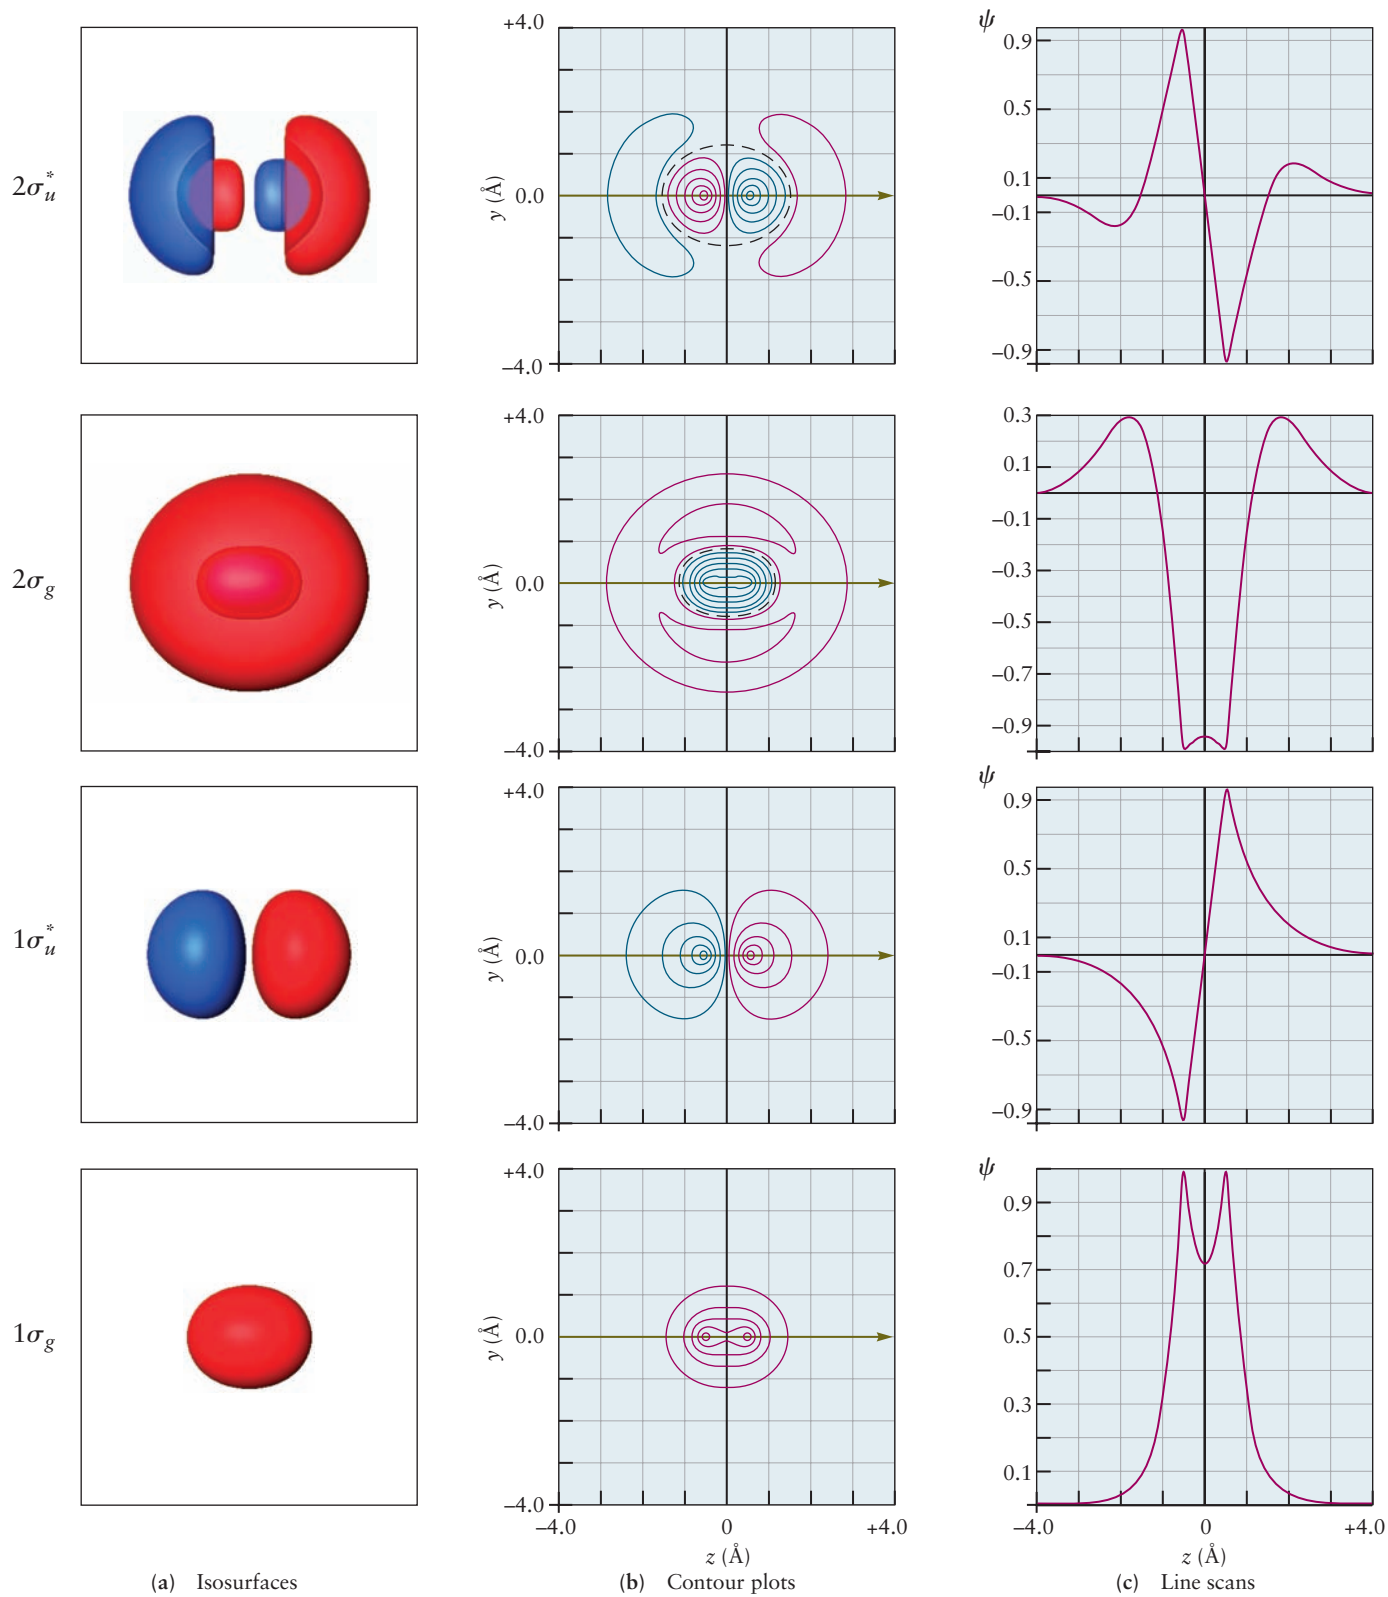 2σu*
+4.0
y (Å)
0.0
−4.0
ψ
0.9
0.5
0.1
−0.1
−0.5
−0.9
2σg
+4.0
y (Å)
0.0
−4.0
0.3
0.1
−0.1
−0.3
−0.5
−0.7
−0.9
1σu*
+4.0
y (Å)
0.0
−4.0
ψ
0.9
0.5
0.1
−0.1
−0.5
−0.9
1σg
+4.0
y (Å)
0.0
−4.0
−4.0 0 +4.0
z (Å)
ψ
0.9
0.7
0.5
0.3
0.1
−4.0 0 +4.0
z (Å)
(a) Isosurfaces
(b) Contour plots
(c) Line scans